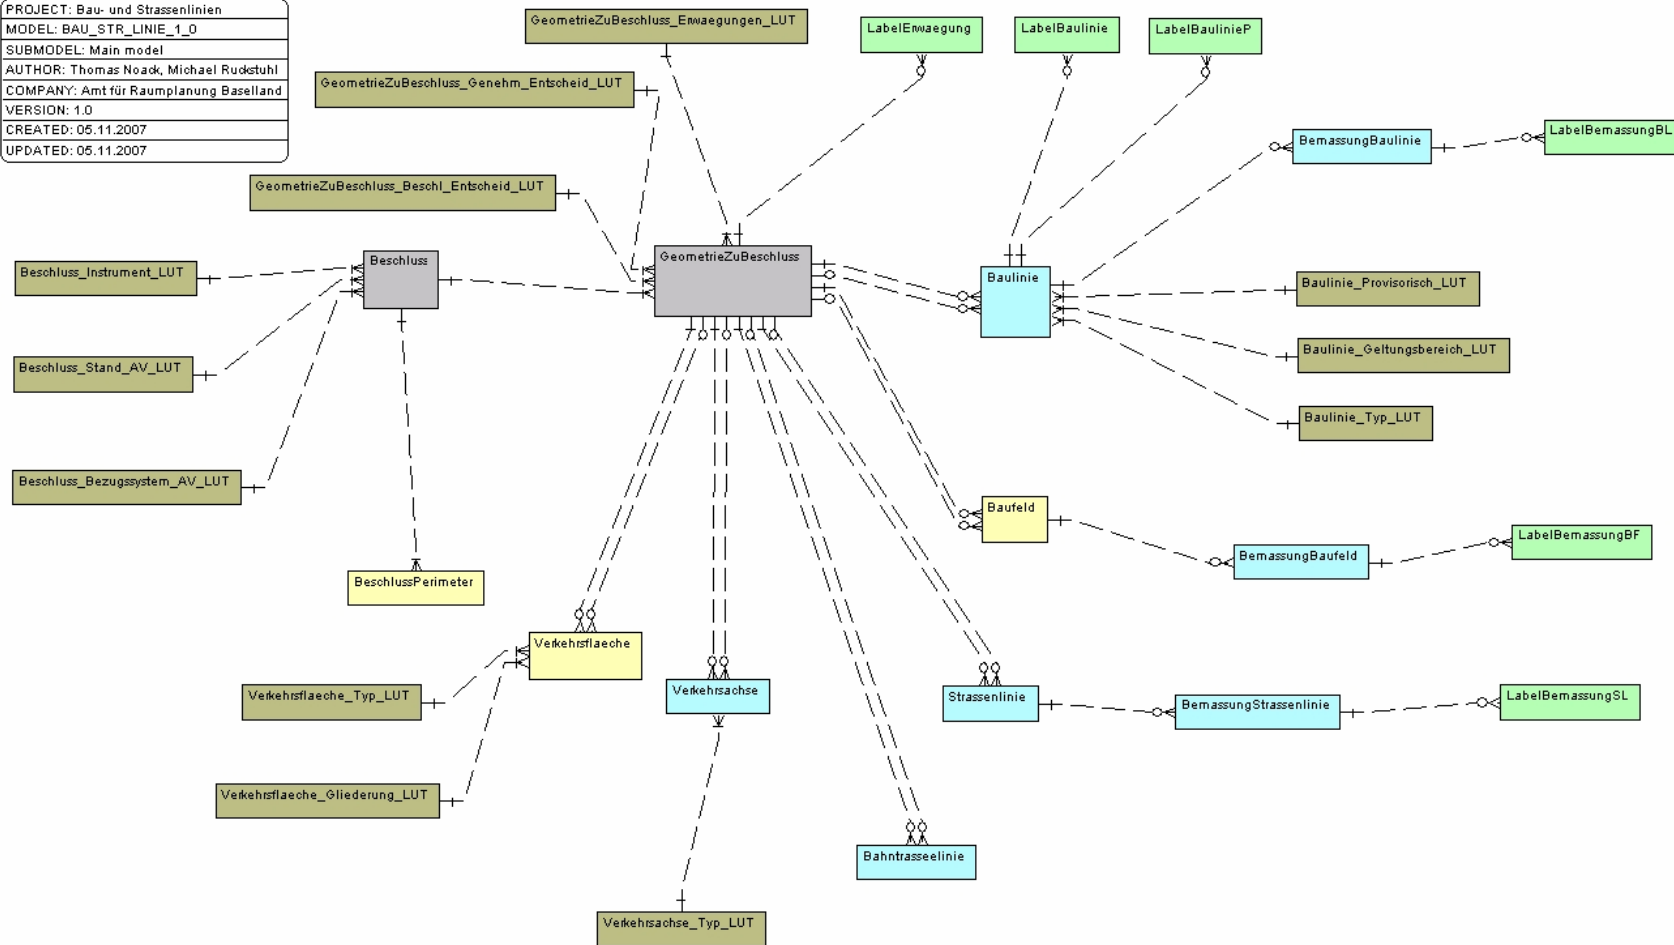 PROJECT: Bau- und Strassenlinien
MODEL: BAU_STR_LINIE_1_0
SUBMODEL: Main model
AUTHOR: Thomas Noack, Michael Ruckstuhl
COMPANY: Amt für Raumplanung Baselland
VERSION: 1.0
CREATED: 05.11.2007
UPDATED: 05.11.2007
GeometrieZuBeschluss_Erwaegungen_LUT
LabelErwaegung
LabelBaulinie
LabelBaulinieP
GeometrieZuBeschluss_Genehm_Entscheid_LUT
BemassungBaulinie
LabelBemassungBL
GeometrieZuBeschluss_Beschl_Entscheid_LUT
Beschluss
GeometrieZuBeschluss
Baulinie
Beschluss_Instrument_LUT
Baulinie_Provisorisch_LUT
Baulinie_Geltungsbereich_LUT
Beschluss_Stand_AV_LUT
Baulinie_Typ_LUT
Beschluss_Bezugssystem_AV_LUT
Baufeld
BemassungBaufeld
LabelBemassungBF
BeschlussPerimeter
Verkehrsflaeche
Verkehrsflaeche_Typ_LUT
Verkehrsachse
Strassenlinie
BemassungStrassenlinie
LabelBemassungSL
Verkehrsflaeche_Gliederung_LUT
Bahntrasseelinie
Verkehrsachse_Typ_LUT